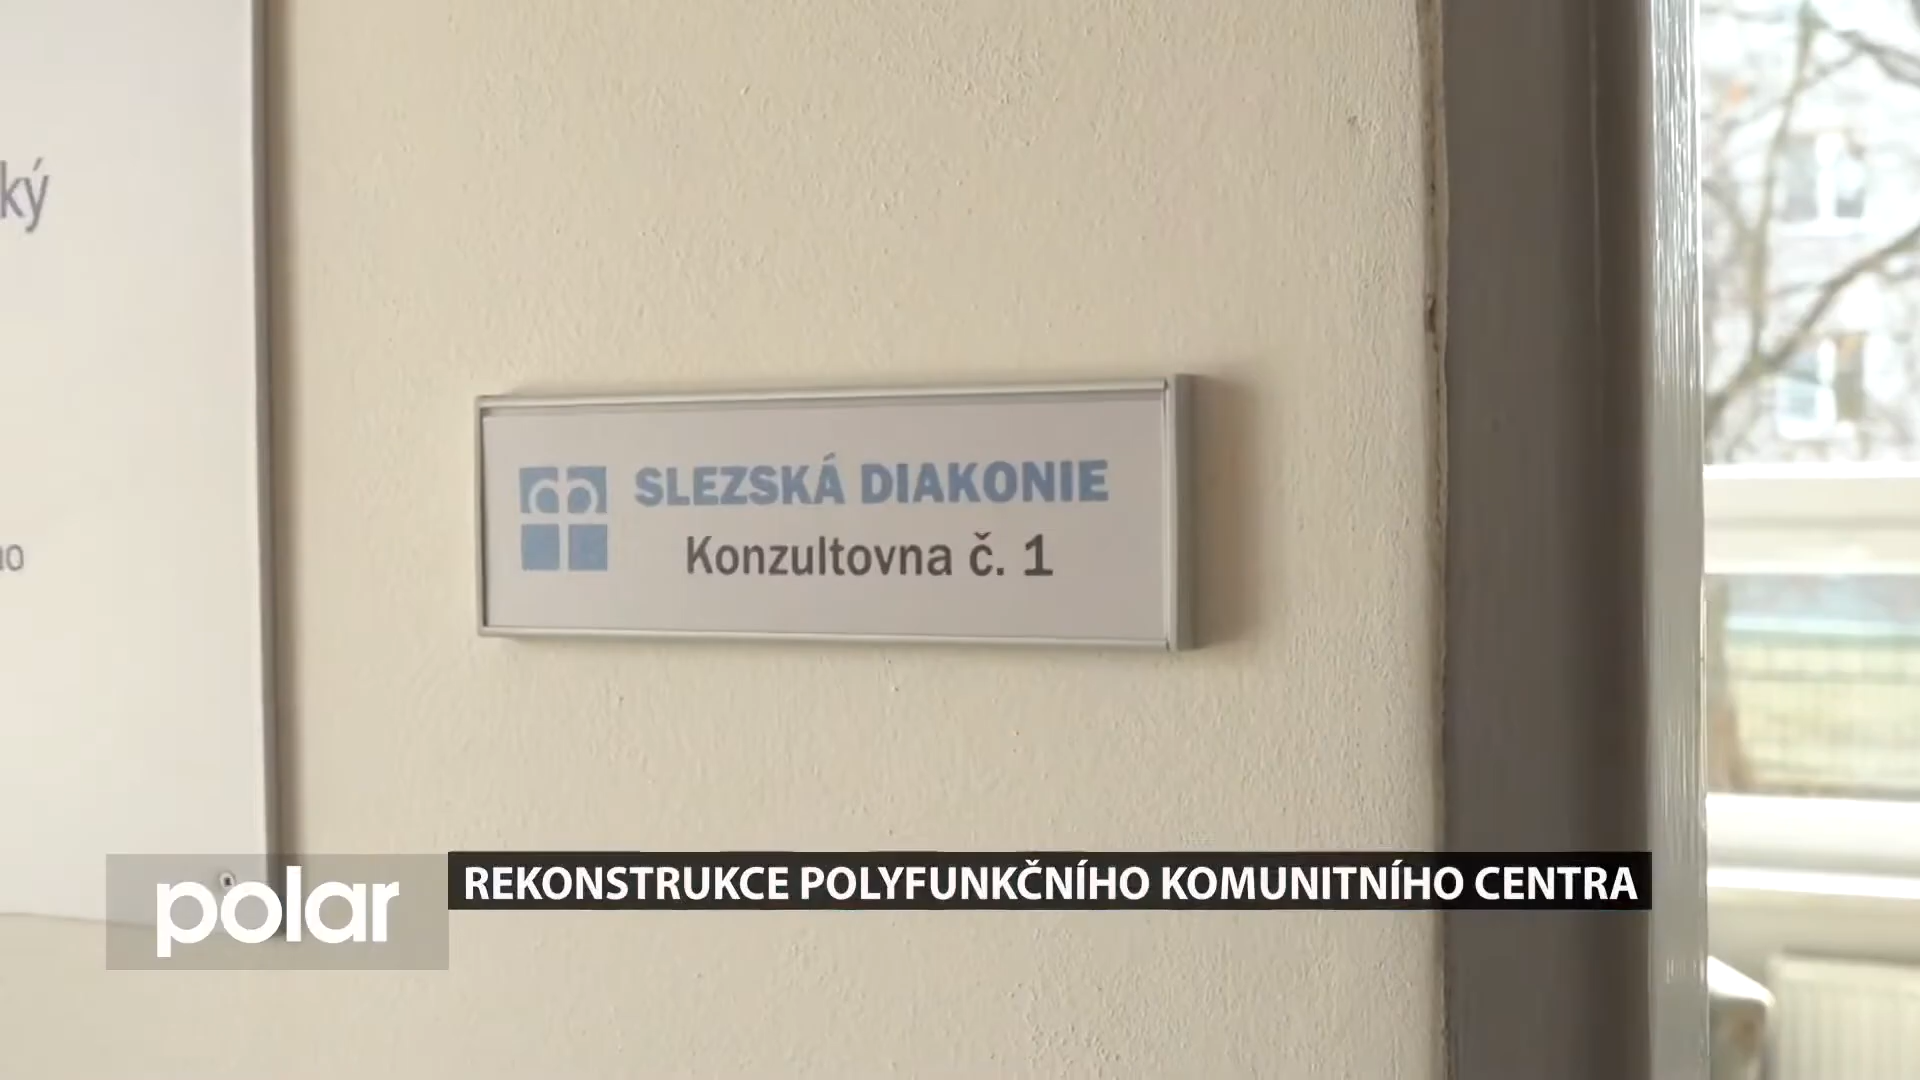 SLEZSKÁ DIAKONIE
Konzultovna č. 1
polar
REKONSTRUKCE POLYFUNKČNÍHO KOMUNITNÍHO CENTRA